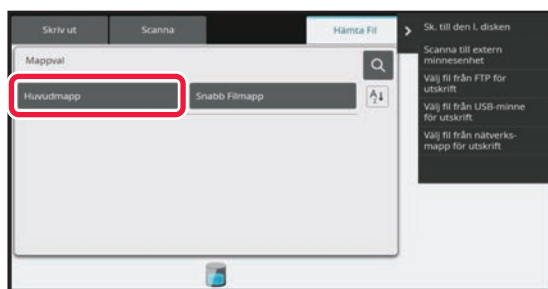 Skriv ut
Scanna
Hämta Fil
Mappval
Huvudmapp
Snabb Filmapp
Sk. till den l. disken
Scanna till extern
minnesenhet
Välj fil från FTP för
utskrift
Välj fil från USB-minne
för utskrift
Välj fil från nätverks-
mapp för utskrift